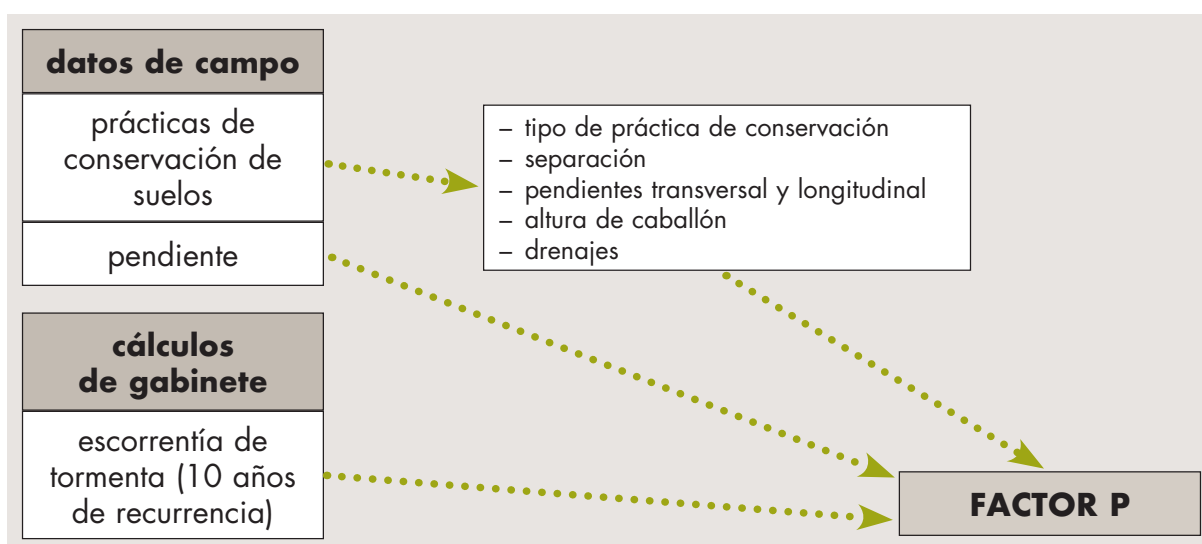 datos de campo
prácticas de
conservación de
suelos
pendiente
– tipo de práctica de conservación
– separación
– pendientes transversal y longitudinal
– altura de caballón
– drenajes
cálculos
de gabinete
escorrentía de
tormenta (10 años
de recurrencia)
FACTOR P